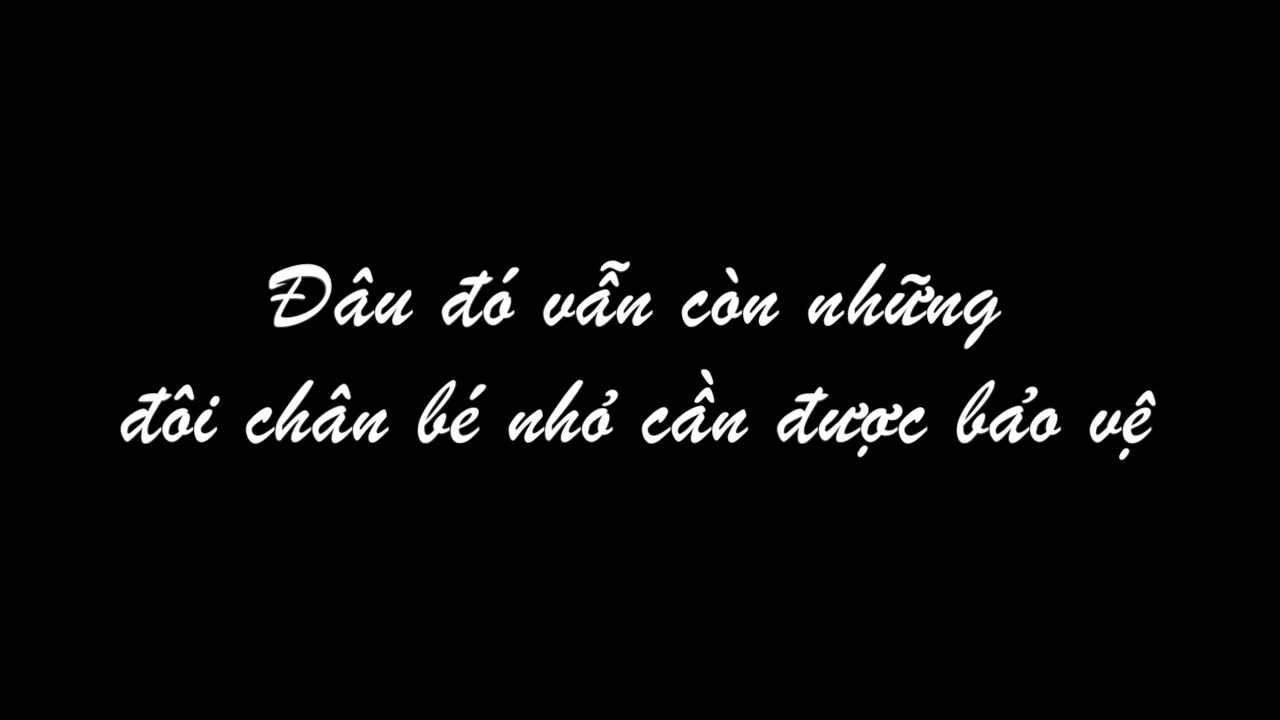 Đâu đó vẫn còn những
đôi chân bé nhỏ cần được bảo vệ